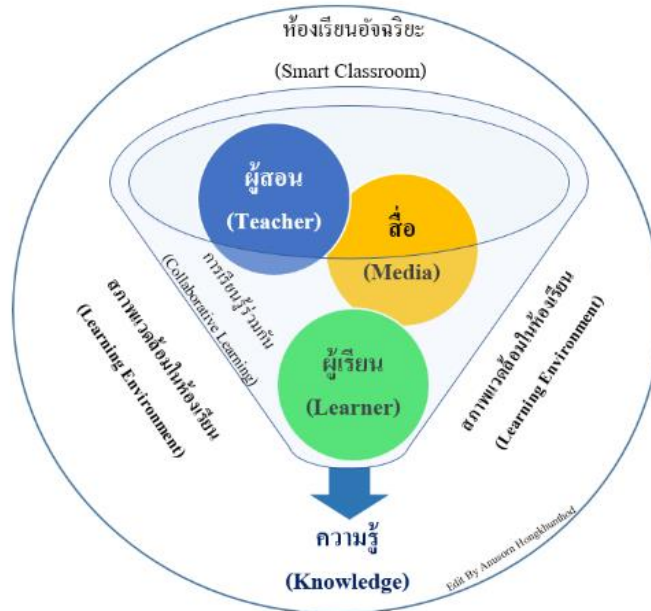 ห้องเรียนอัจฉริยะ
(Smart Classroom)
ผู้สอน
(Teacher)
สื่อ
(Media)
การเรียนรู้ร่วมกัน
(Collaborative Learning)
ผู้เรียน
(Learner)
สภาพแวดล้อมในห้องเรียน
(Learning Environment)
สภาพแวดล้อมในห้องเรียน
(Learning Environment)
ความรู้
(Knowledge)
Edit By Anusorn Hongkhunthod